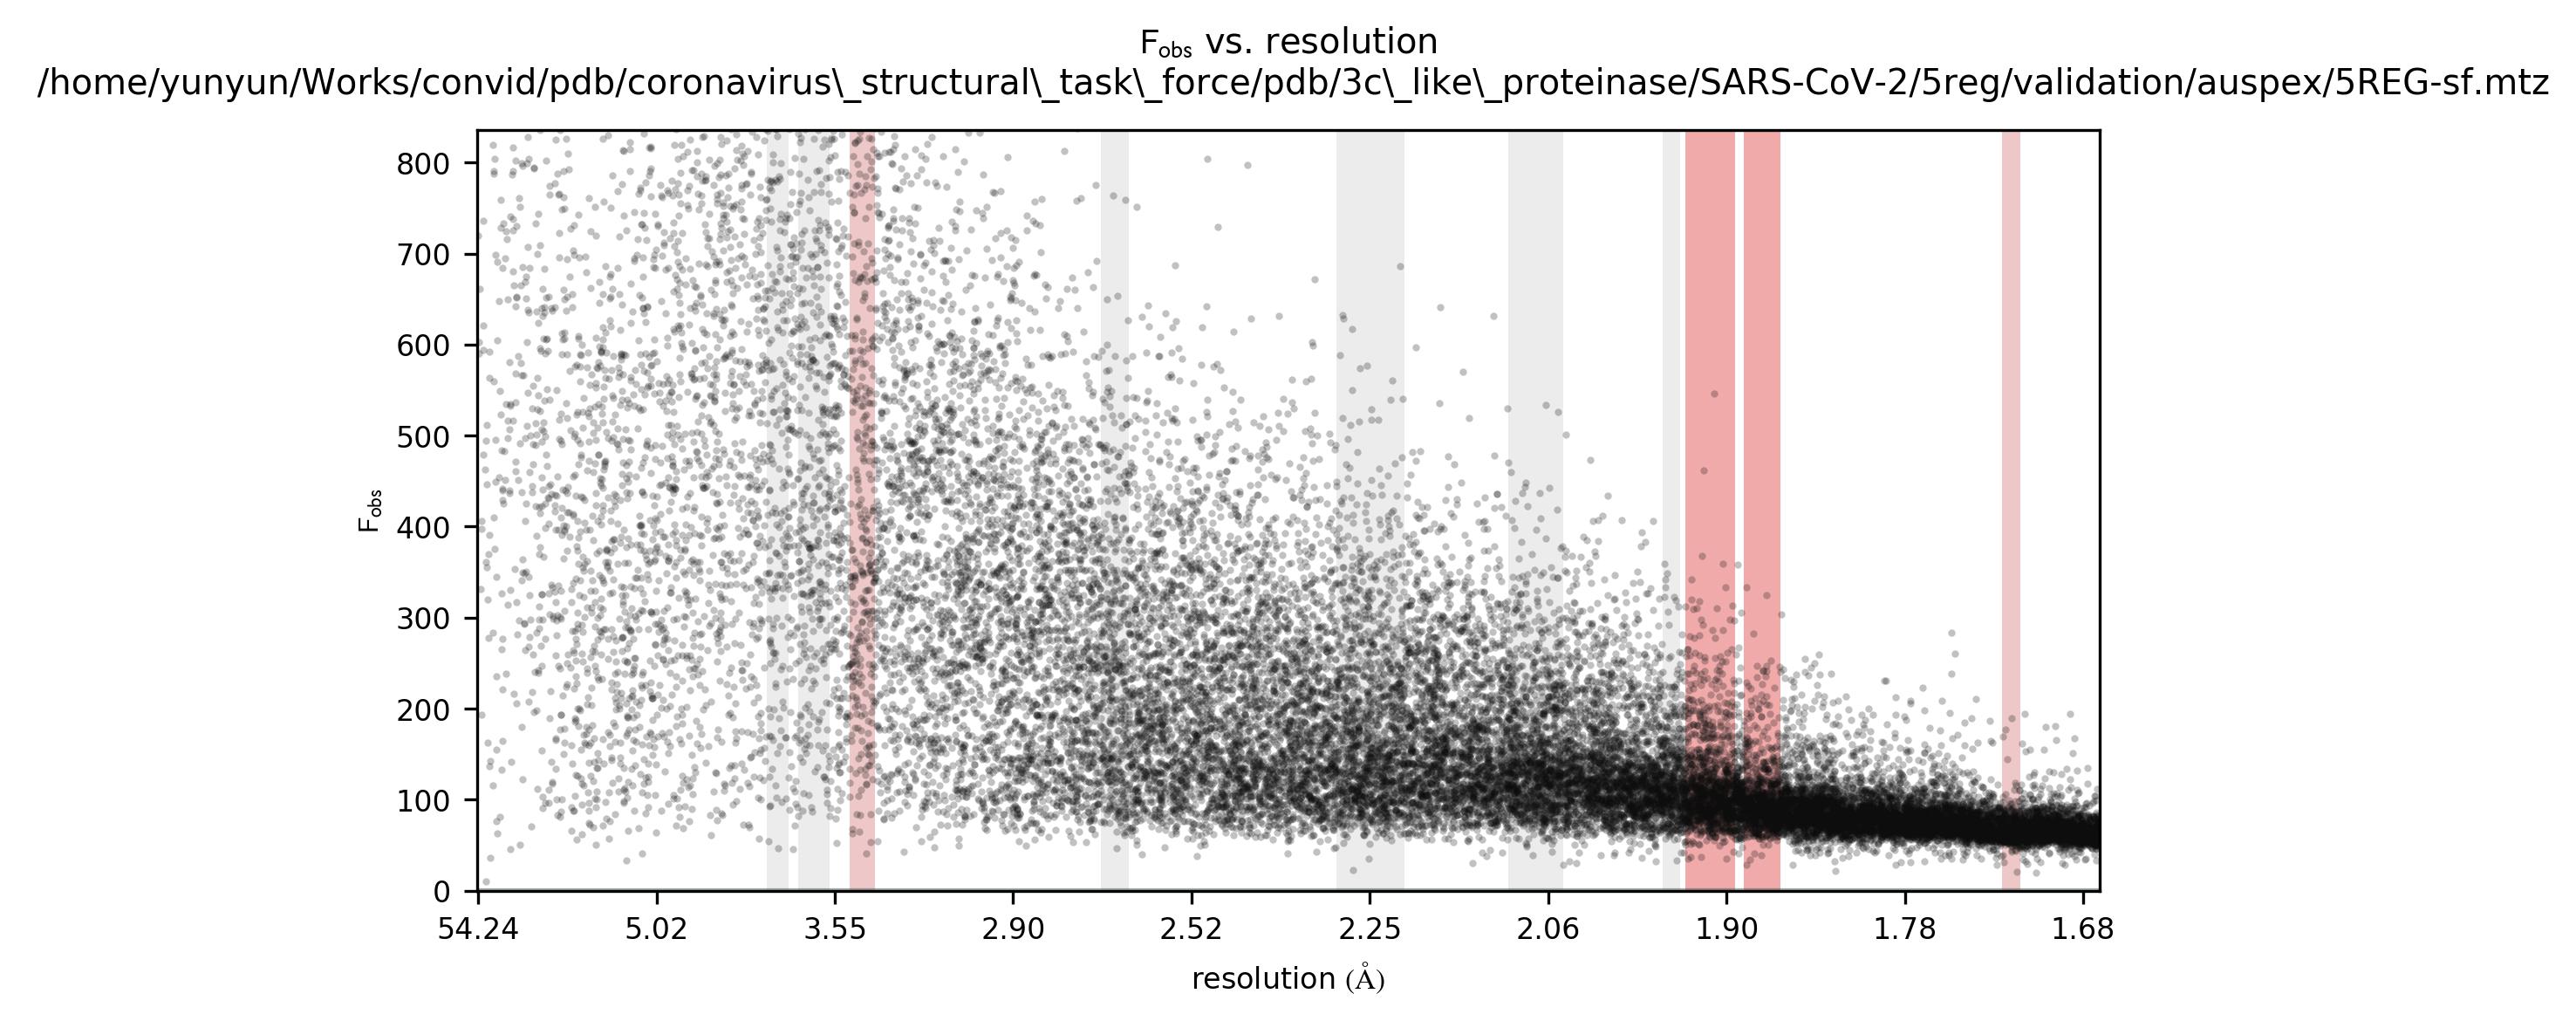 Fobs vs. resolution
/home/yunyun/Works/convid/pdb/coronavirus\_structural\_task\_force/pdb/3c\_like\_proteinase/SARS-CoV-2/5reg/validation/auspex/5REG-sf.mtz
800
700
600
500
400
300
200
100
0
Fobs
54.24 5.02 3.55 2.90 2.52 2.25 2.06 1.90 1.78 1.68
resolution (Å)